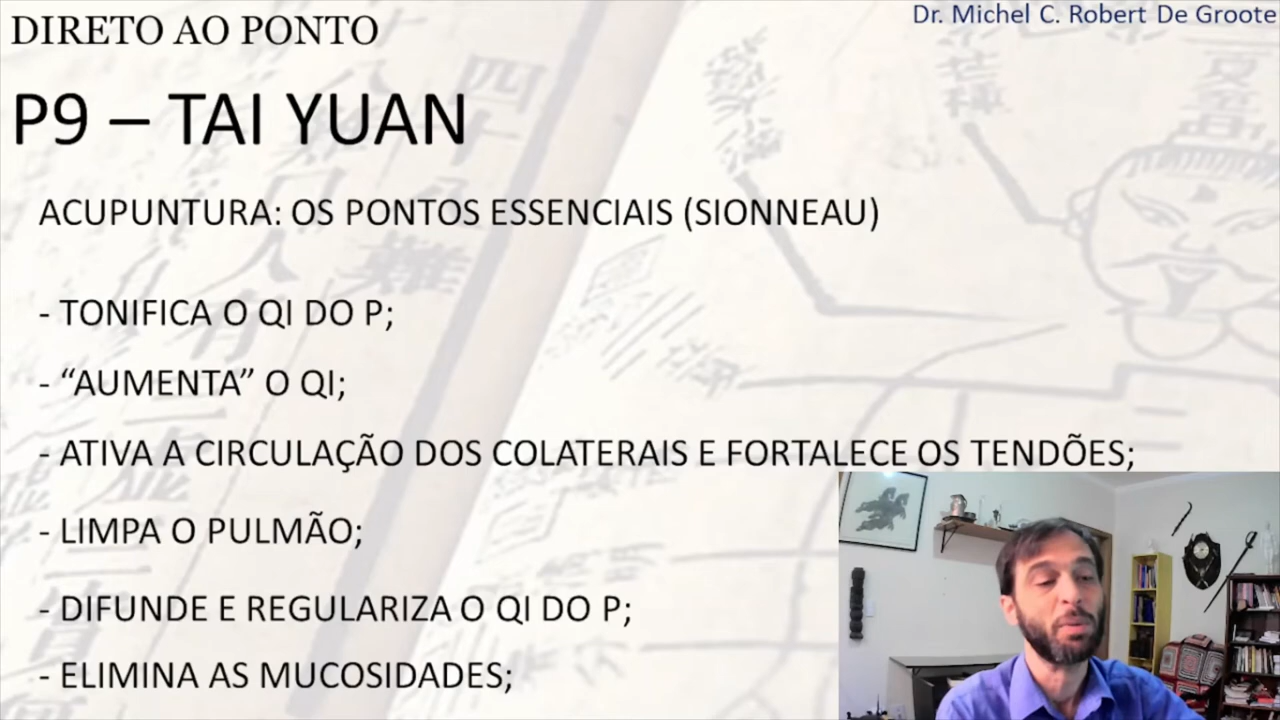 DIRETO AO PONTO
Dr. Michel C. Robert De Groote
P9 – TAI YUAN
ACUPUNTURA: OS PONTOS ESSENCIAIS (SIONNEAU)
- TONIFICA O QI DO P;
- “AUMENTA” O QI;
- ATIVA A CIRCULAÇÃO DOS COLATERAIS E FORTALECE OS TENDÕES;
- LIMPA O PULMÃO;
- DIFUNDE E REGULARIZA O QI DO P;
- ELIMINA AS MUCOSIDADES;